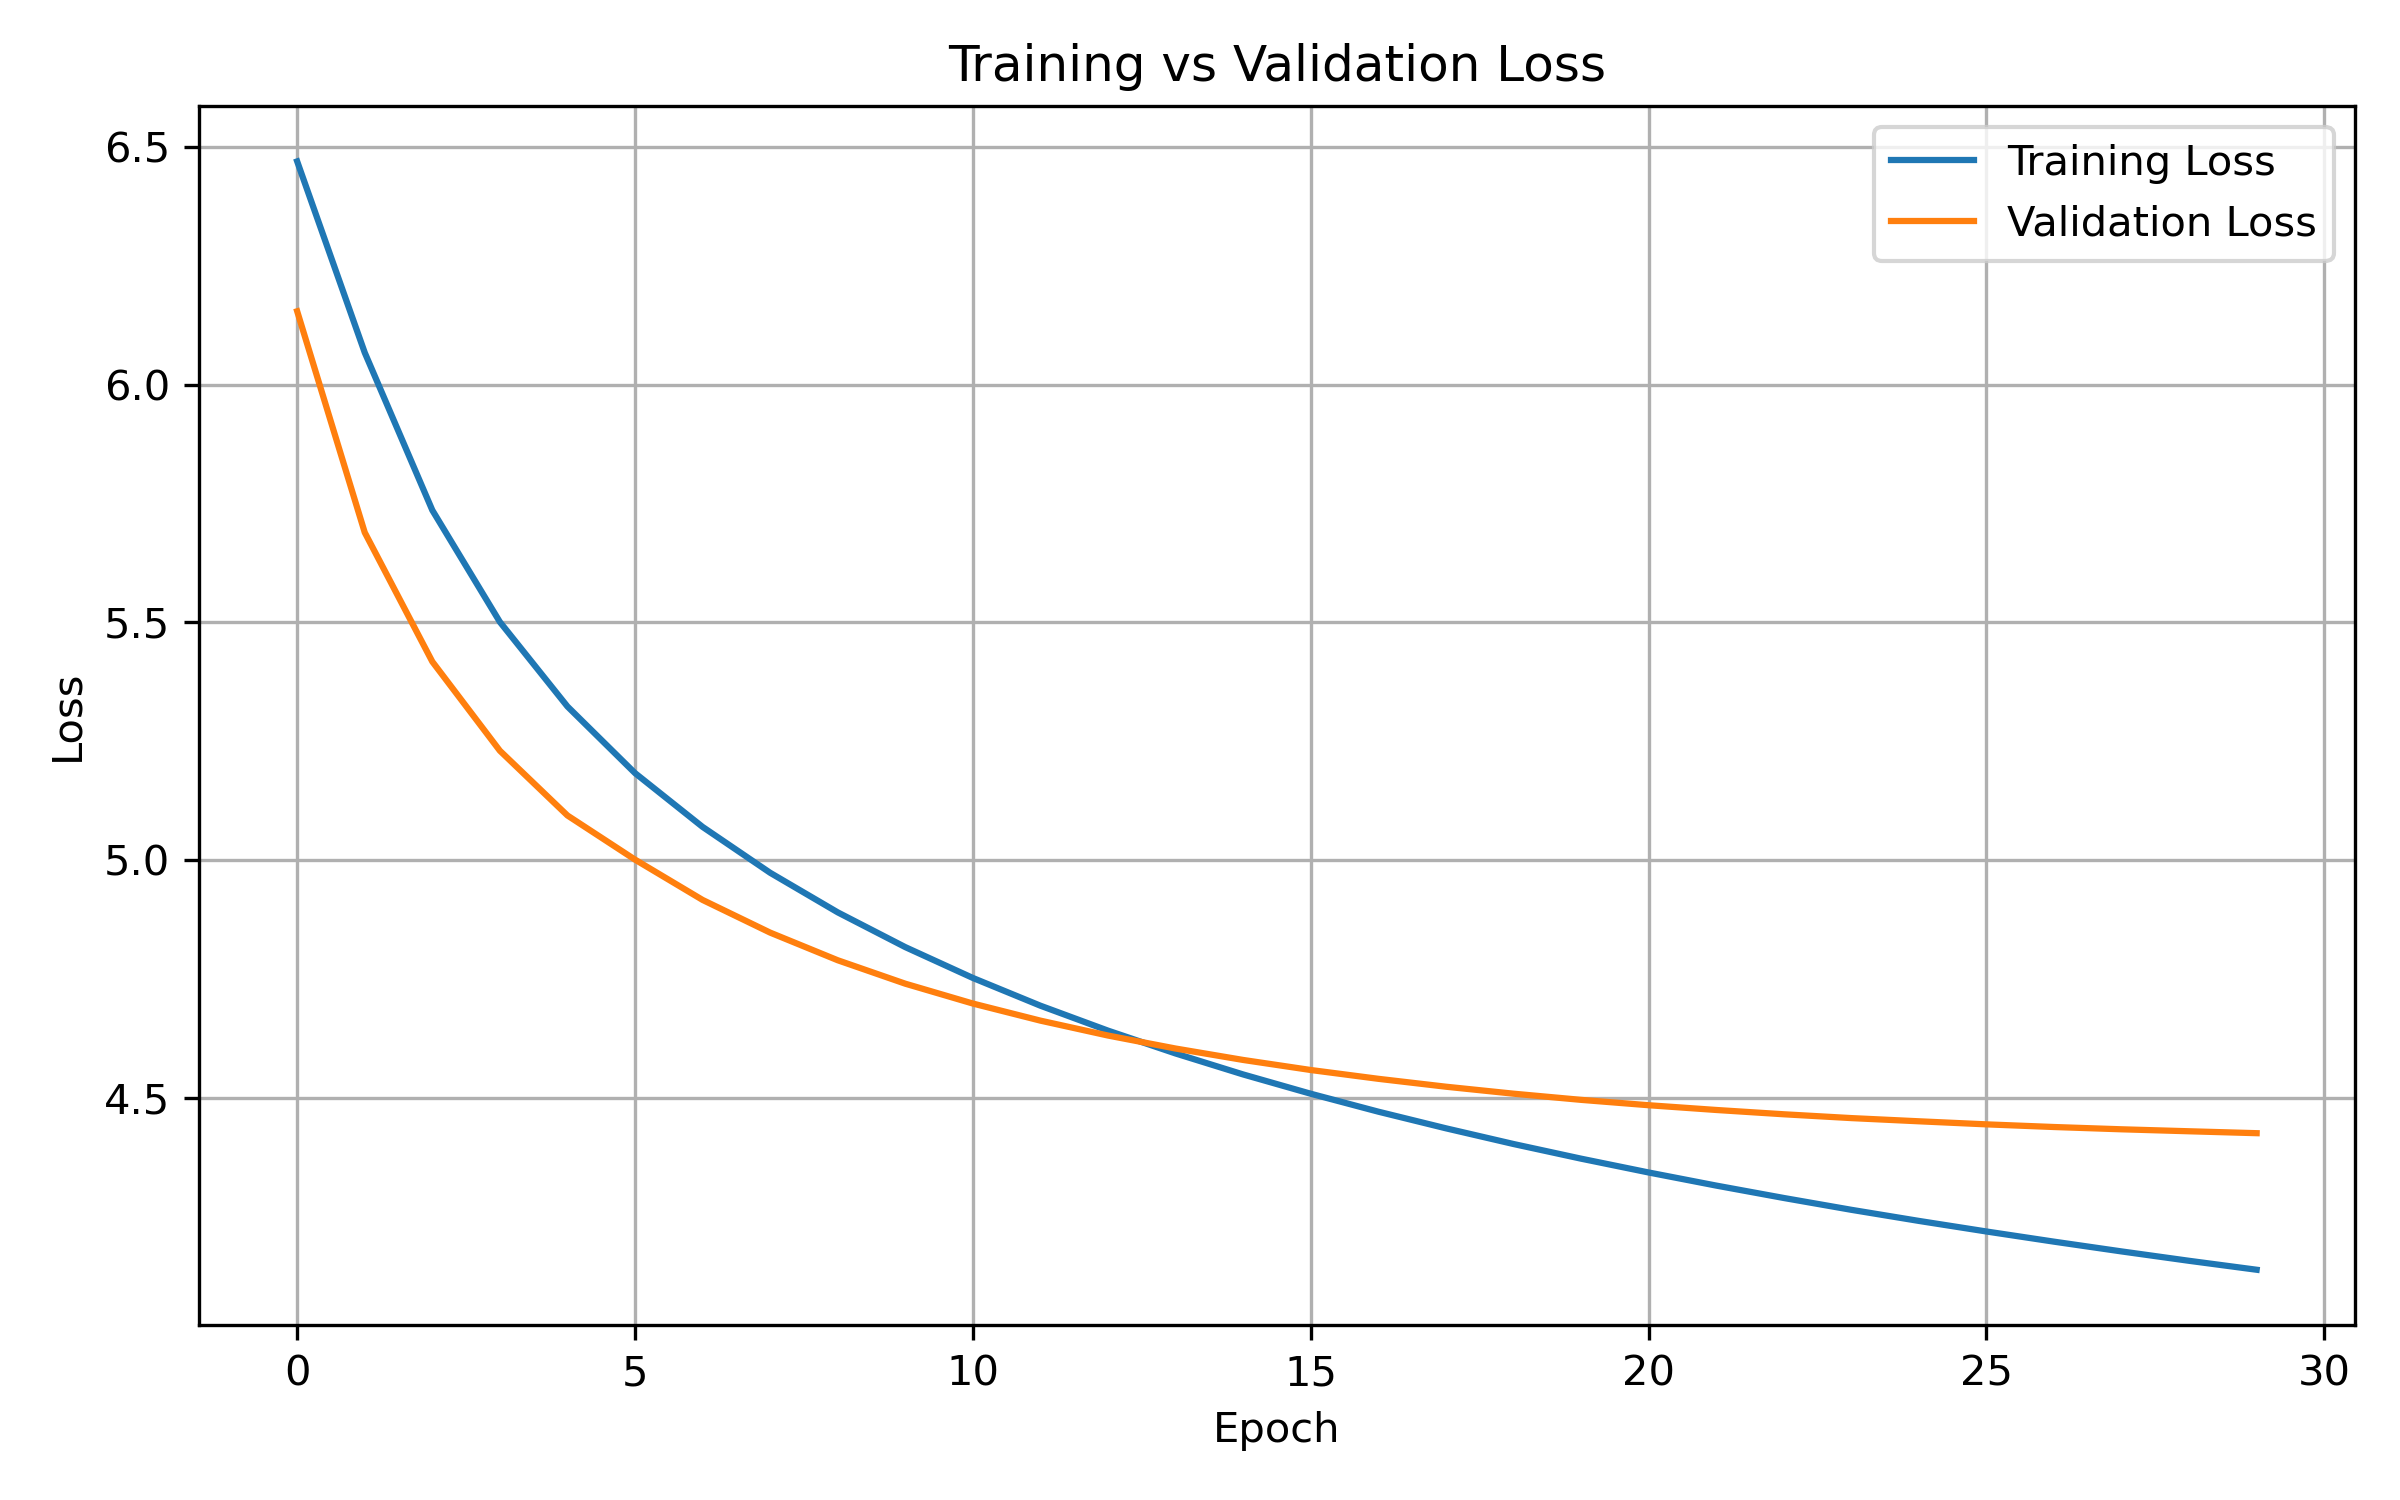 Training vs Validation Loss
Training Loss
Validation Loss
6.5
6.0
5.5
5.0
4.5
Loss
0 5 10 15 20 25 30
Epoch